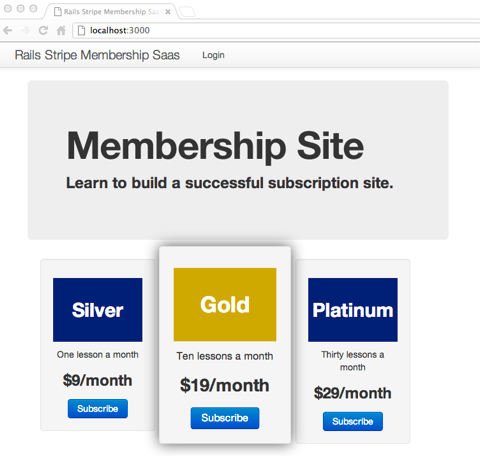 Rails Stripe Membership Saas
localhost:3000
Rails Stripe Membership Saas Login
Membership Site
Learn to build a successful subscription site.
Silver
One lesson a month
$9/month
Subscribe
Gold
Ten lessons a month
$19/month
Subscribe
Platinum
Thirty lessons a
month
$29/month
Subscribe